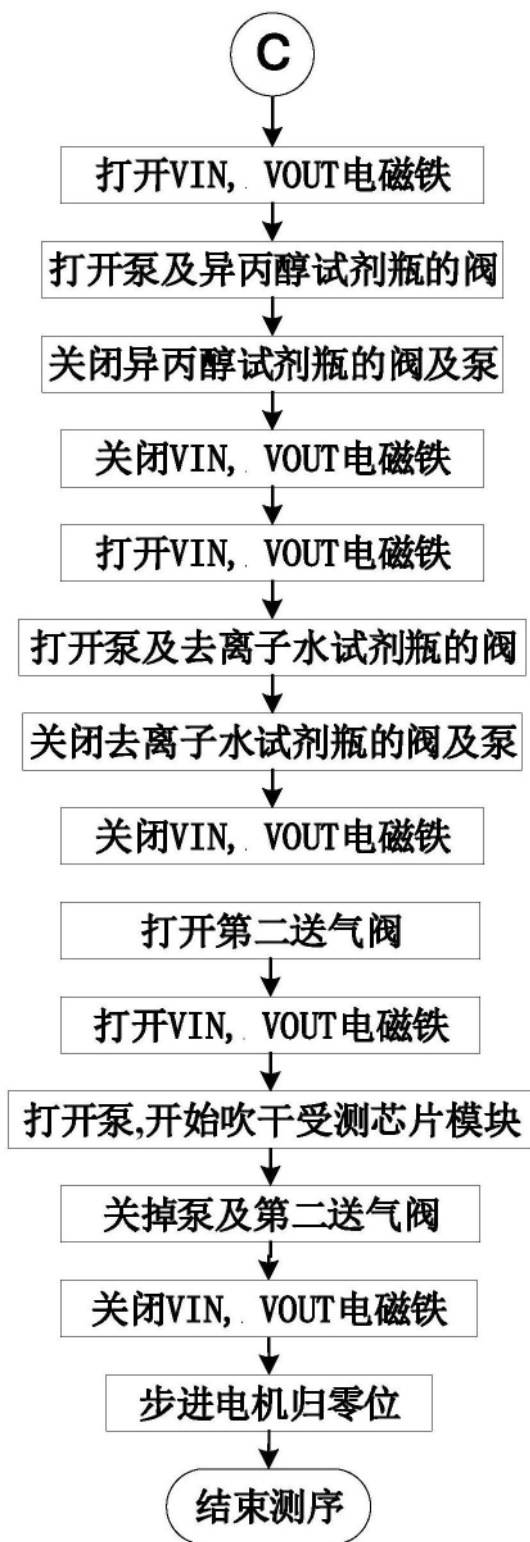 C
打开VIN, VOUT电磁铁
打开泵及异丙醇试剂瓶的阀
关闭异丙醇试剂瓶的阀及泵
关闭VIN, VOUT电磁铁
打开VIN, VOUT电磁铁
打开泵及去离子水试剂瓶的阀
关闭去离子水试剂瓶的阀及泵
关闭VIN, VOUT电磁铁
打开第二送气阀
打开VIN, VOUT电磁铁
打开泵,开始吹干受测芯片模块
关掉泵及第二送气阀
关闭VIN, VOUT电磁铁
步进电机归零位
结束测序